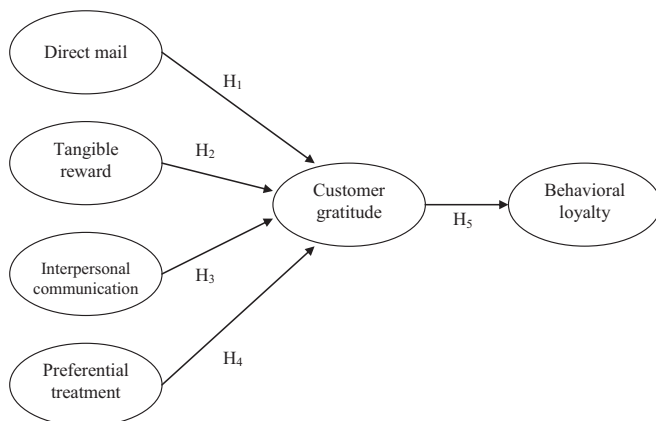 Direct mail
H₁
Tangible
reward
H₂
Customer
gratitude
Behavioral
loyalty
H₅
Interpersonal
communication
H₃
Preferential
treatment
H₄